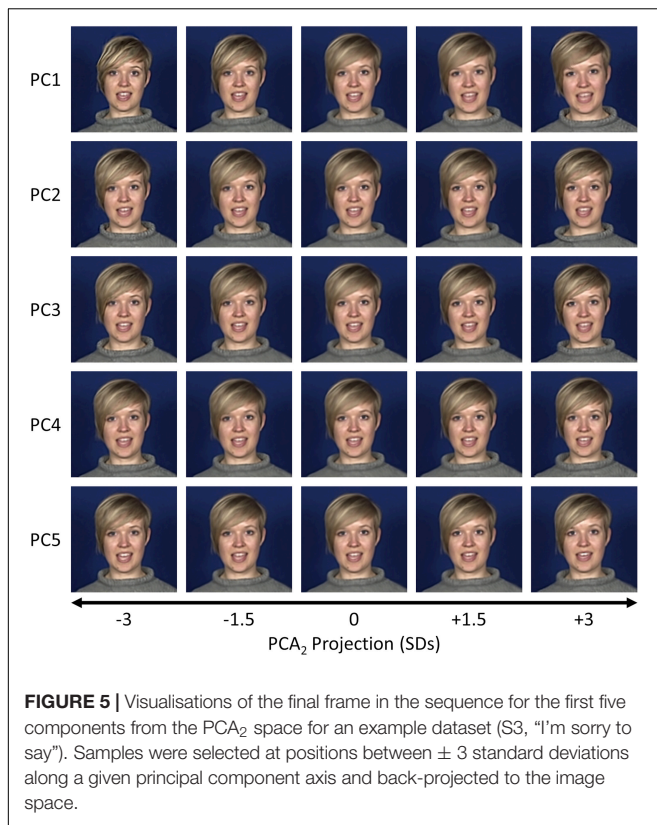 PC1
PC2
PC3
PC4
PC5
-3 -1.5 0 +1.5 +3
PCA₂ Projection (SDs)
FIGURE 5 | Visualisations of the final frame in the sequence for the first five
components from the PCA₂ space for an example dataset (S3, “I’m sorry to
say”). Samples were selected at positions between ± 3 standard deviations
along a given principal component axis and back-projected to the image
space.